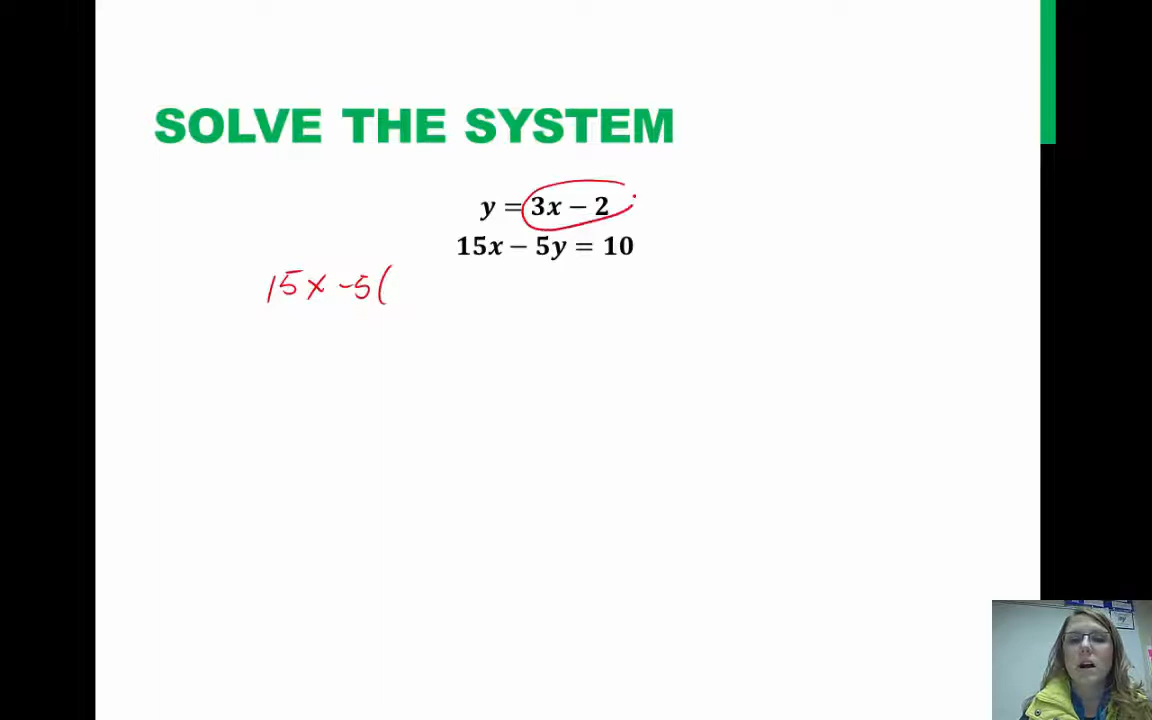 SOLVE THE SYSTEM
y = 3x − 2
15x − 5y = 10
15x -5(